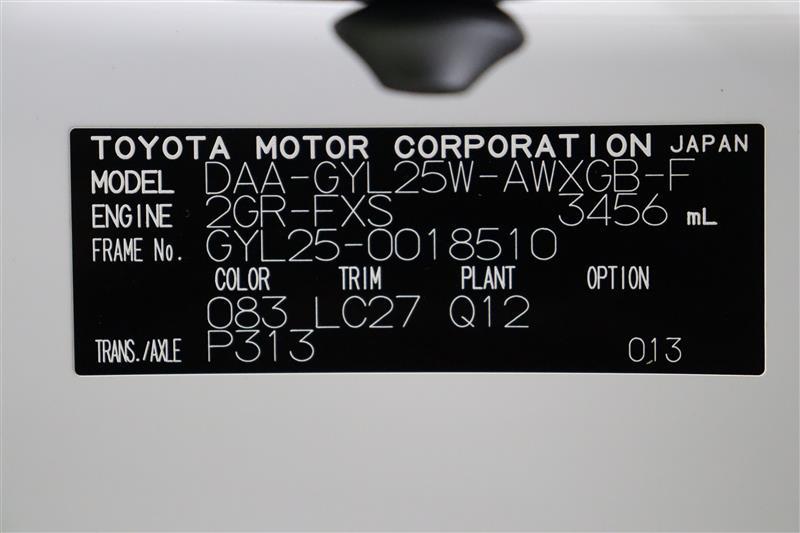 TOYOTA MOTOR CORPORATION JAPAN
MODEL DAA-GYL25W-AWXGB-F
ENGINE 2GR-FXS 3456 mL
FRAME No. GYL25-0018510
COLOR TRIM PLANT OPTION
083 LC27 Q12
TRANS./AXLE P313 013